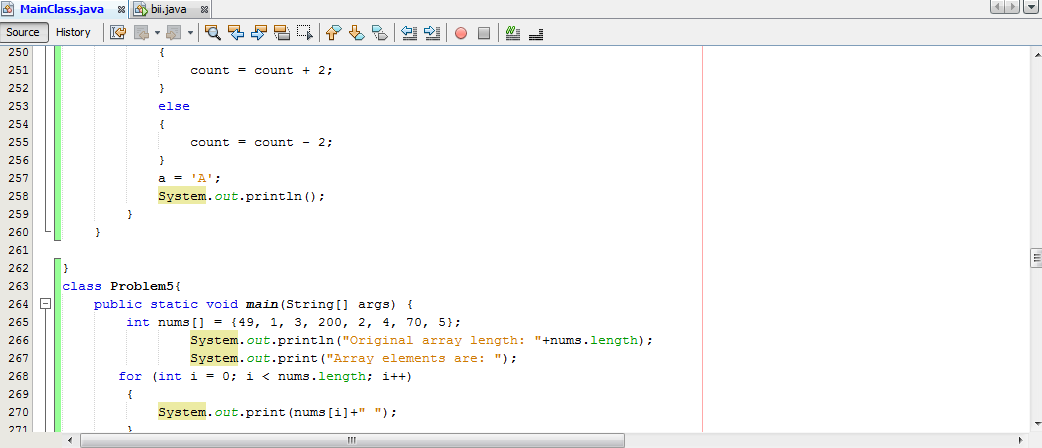 MainClass.java bii.java
Source History
250 {
251 count = count + 2;
252 }
253 else
254 {
255 count = count - 2;
256 }
257 a = 'A';
258 System.out.println();
259 }
260 }
261
262 }
263 class Problem5{
264 public static void main(String[] args) {
265 int nums[] = {49, 1, 3, 200, 2, 4, 70, 5};
266 System.out.println("Original array length: "+nums.length);
267 System.out.print("Array elements are: ");
268 for (int i = 0; i < nums.length; i++)
269 {
270 System.out.print(nums[i]+" ");
271 }